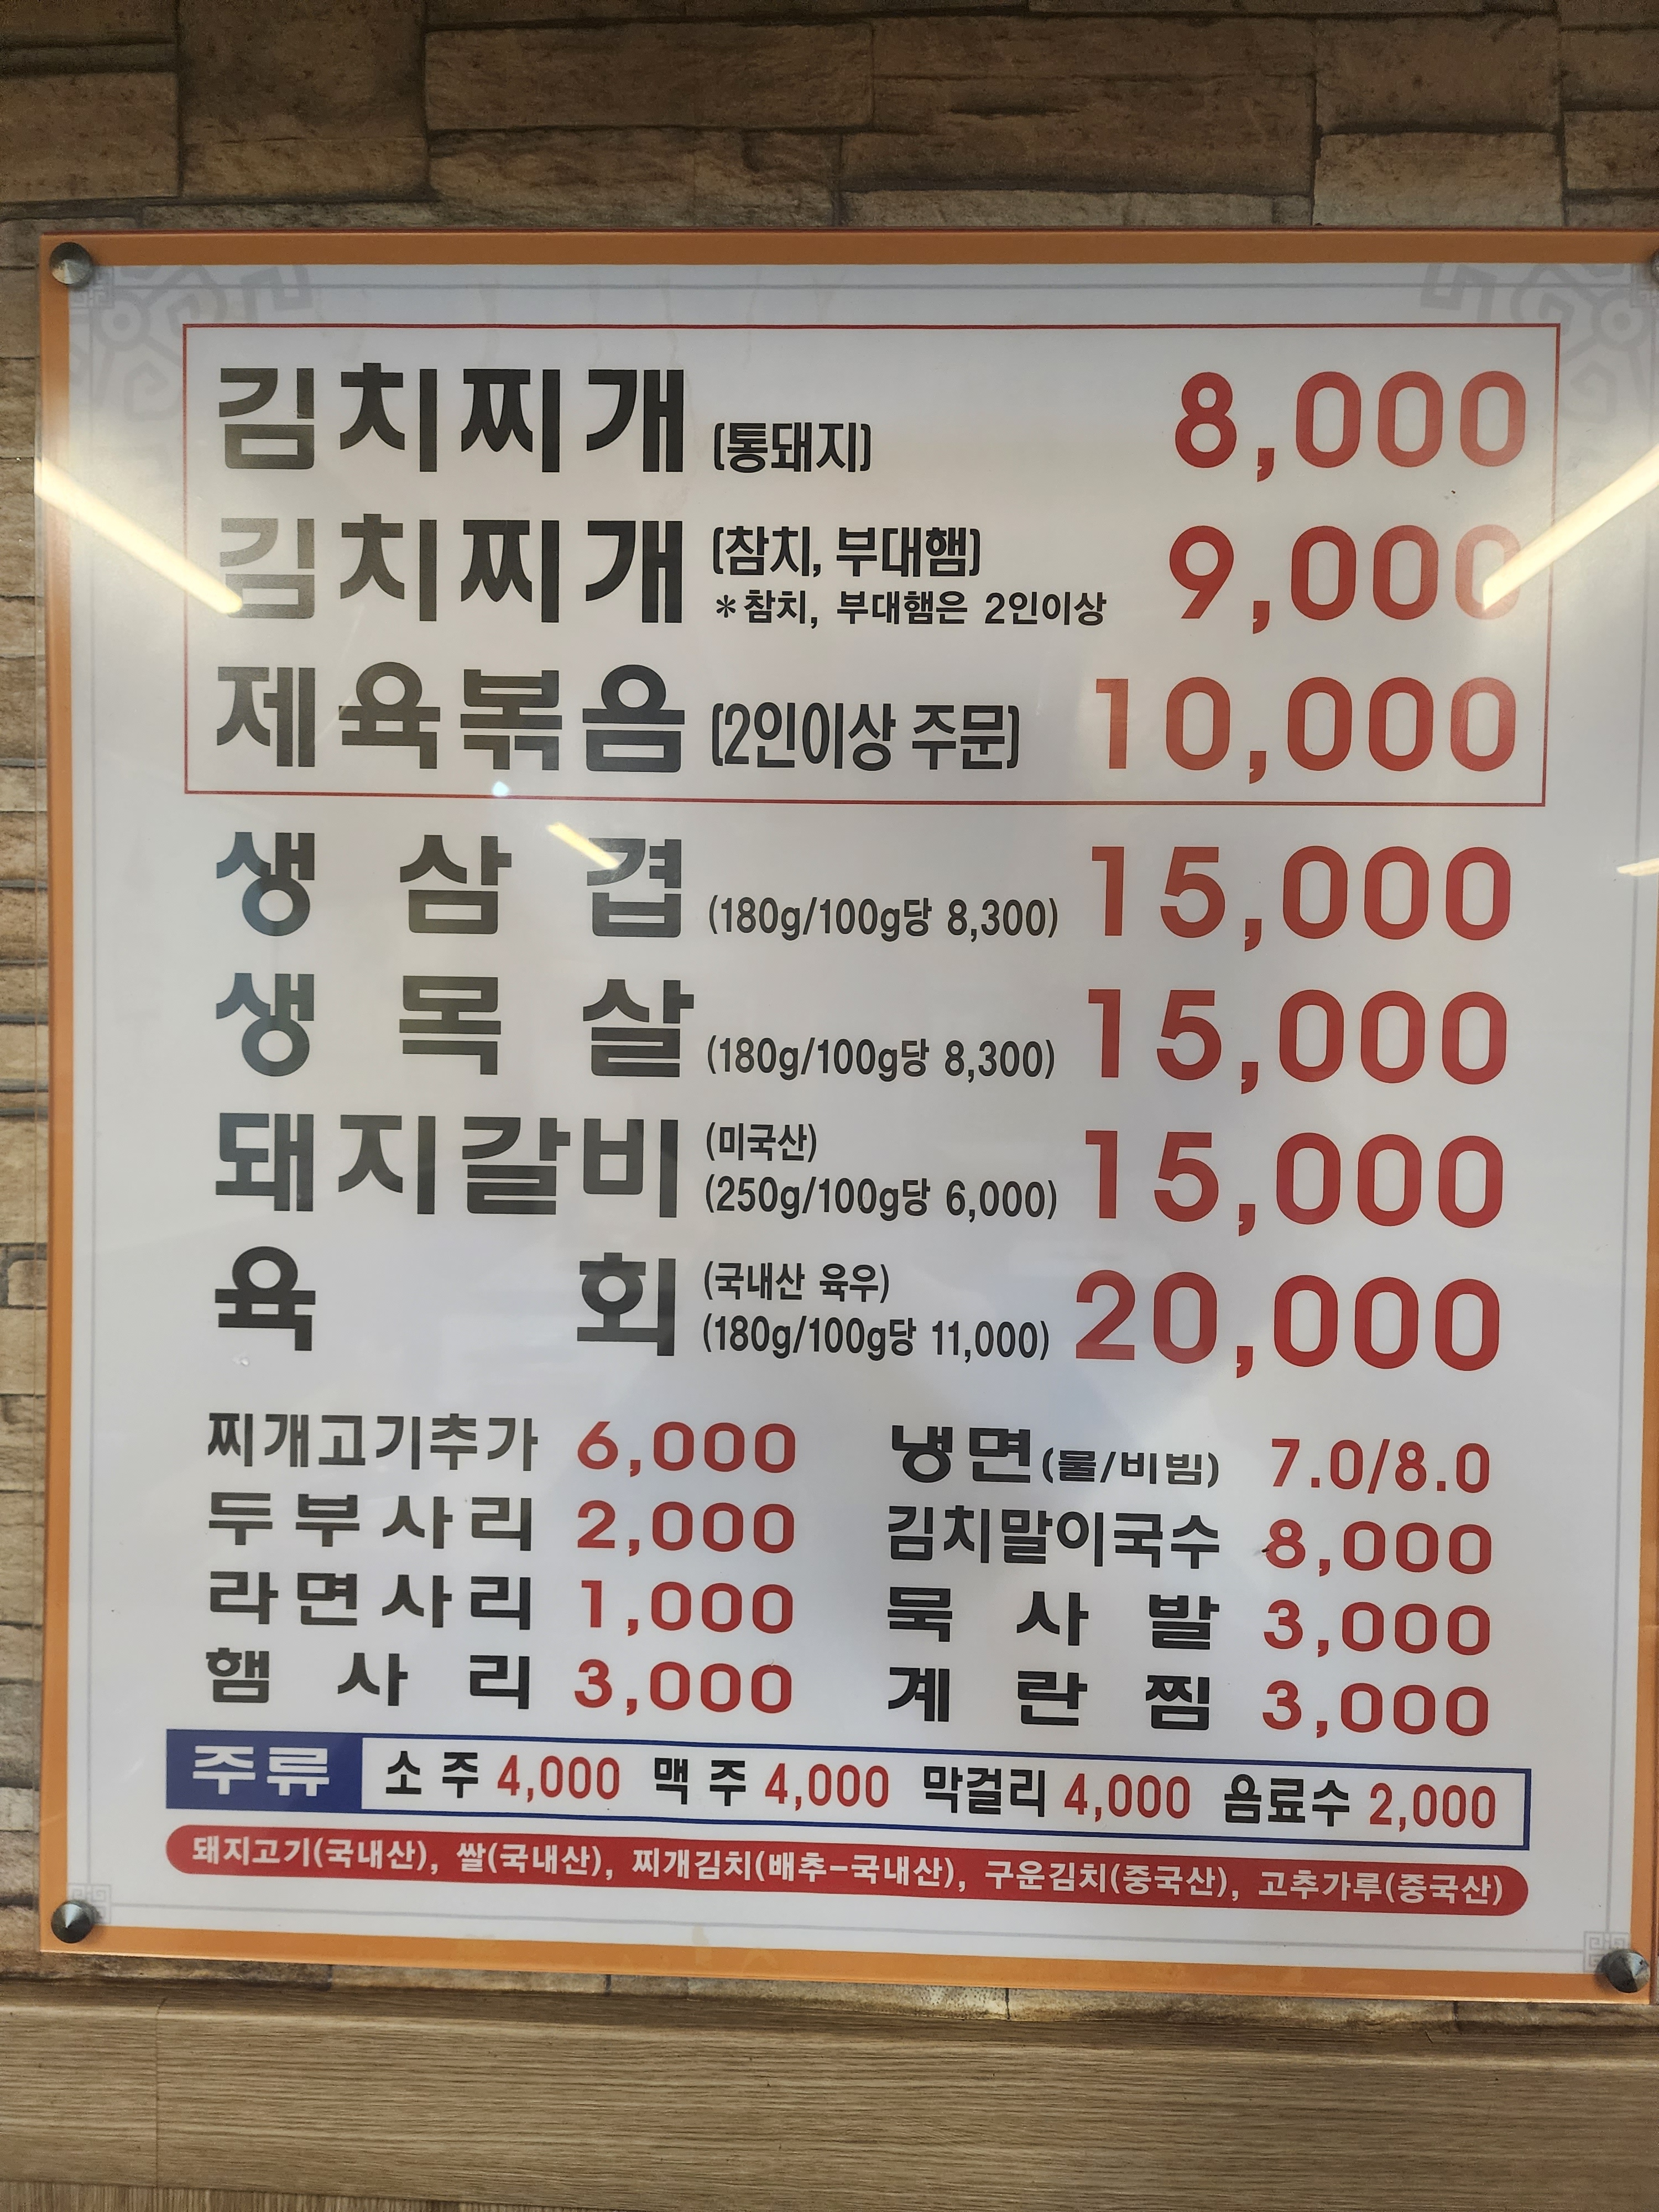 김치찌개 (통돼지) 8,000
김치찌개 (참치, 부대햄) 9,000
*참치, 부대햄은 2인이상
제육볶음 (2인이상 주문) 10,000
생삼겹 (180g/100g당 8,300) 15,000
생목살 (180g/100g당 8,300) 15,000
돼지갈비 (미국산) 15,000
(250g/100g당 6,000)
육회 (국내산 육우) 20,000
(180g/100g당 11,000)
찌개고기추가 6,000 냉면(물/비빔) 7.0/8.0
두부사리 2,000 김치말이국수 8,000
라면사리 1,000 묵사발 3,000
햄사리 3,000 계란찜 3,000
주류 소주 4,000 맥주 4,000 막걸리 4,000 음료수 2,000
돼지고기(국내산), 쌀(국내산), 찌개김치(배추-국내산), 구운김치(중국산), 고추가루(중국산)